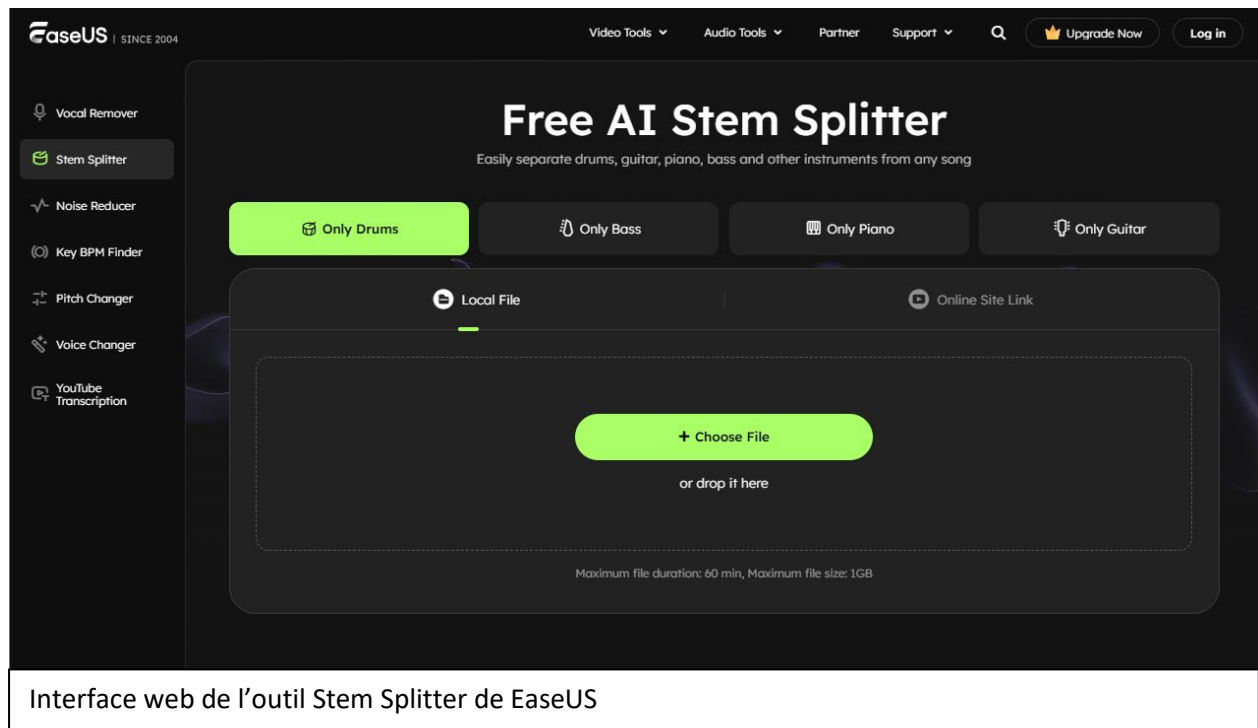 EaseUS | SINCE 2004
Video Tools
Audio Tools
Partner
Support
Upgrade Now
Log in
Vocal Remover
Stem Splitter
Noise Reducer
Key BPM Finder
Pitch Changer
Voice Changer
YouTube
Transcription
Free AI Stem Splitter
Easily separate drums, guitar, piano, bass and other instruments from any song
Only Drums
Only Bass
Only Piano
Only Guitar
Local File
Online Site Link
+ Choose File
or drop it here
Maximum file duration: 60 min, Maximum file size: 1GB
Interface web de l’outil Stem Splitter de EaseUS